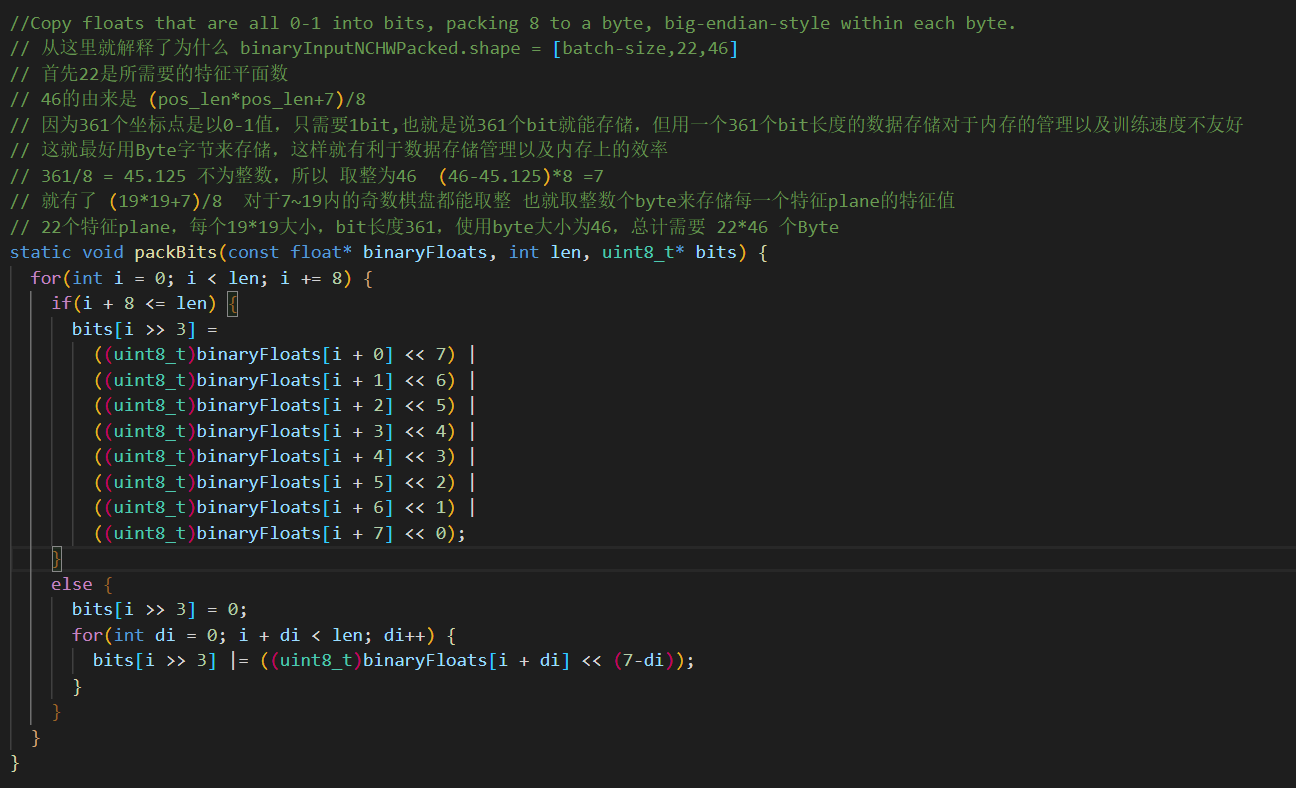 //Copy floats that are all 0-1 into bits, packing 8 to a byte, big-endian-style within each byte.
// 从这里就解释了为什么 binaryInputNCHWPacked.shape = [batch-size,22,46]
// 首先22是所需要的特征平面数
// 46的由来是 (pos_len*pos_len+7)/8
// 因为361个坐标点是以0-1值，只需要1bit,也就是说361个bit就能存储，但用一个361个bit长度的数据存储对于内存的管理以及训练速度不友好
// 这就最好用Byte字节来存储，这样就有利于数据存储管理以及内存上的效率
// 361/8 = 45.125 不为整数，所以 取整为46  (46-45.125)*8 =7
// 就有了 (19*19+7)/8  对于7~19内的奇数棋盘都能取整 也就取整数个byte来存储每一个特征plane的特征值
// 22个特征plane，每个19*19大小，bit长度361，使用byte大小为46，总计需要 22*46 个Byte
static void packBits(const float* binaryFloats, int len, uint8_t* bits) {
  for(int i = 0; i < len; i += 8) {
    if(i + 8 <= len) {
      bits[i >> 3] =
        ((uint8_t)binaryFloats[i + 0] << 7) |
        ((uint8_t)binaryFloats[i + 1] << 6) |
        ((uint8_t)binaryFloats[i + 2] << 5) |
        ((uint8_t)binaryFloats[i + 3] << 4) |
        ((uint8_t)binaryFloats[i + 4] << 3) |
        ((uint8_t)binaryFloats[i + 5] << 2) |
        ((uint8_t)binaryFloats[i + 6] << 1) |
        ((uint8_t)binaryFloats[i + 7] << 0);
    }
    else {
      bits[i >> 3] = 0;
      for(int di = 0; i + di < len; di++) {
        bits[i >> 3] |= ((uint8_t)binaryFloats[i + di] << (7-di));
      }
    }
  }
}